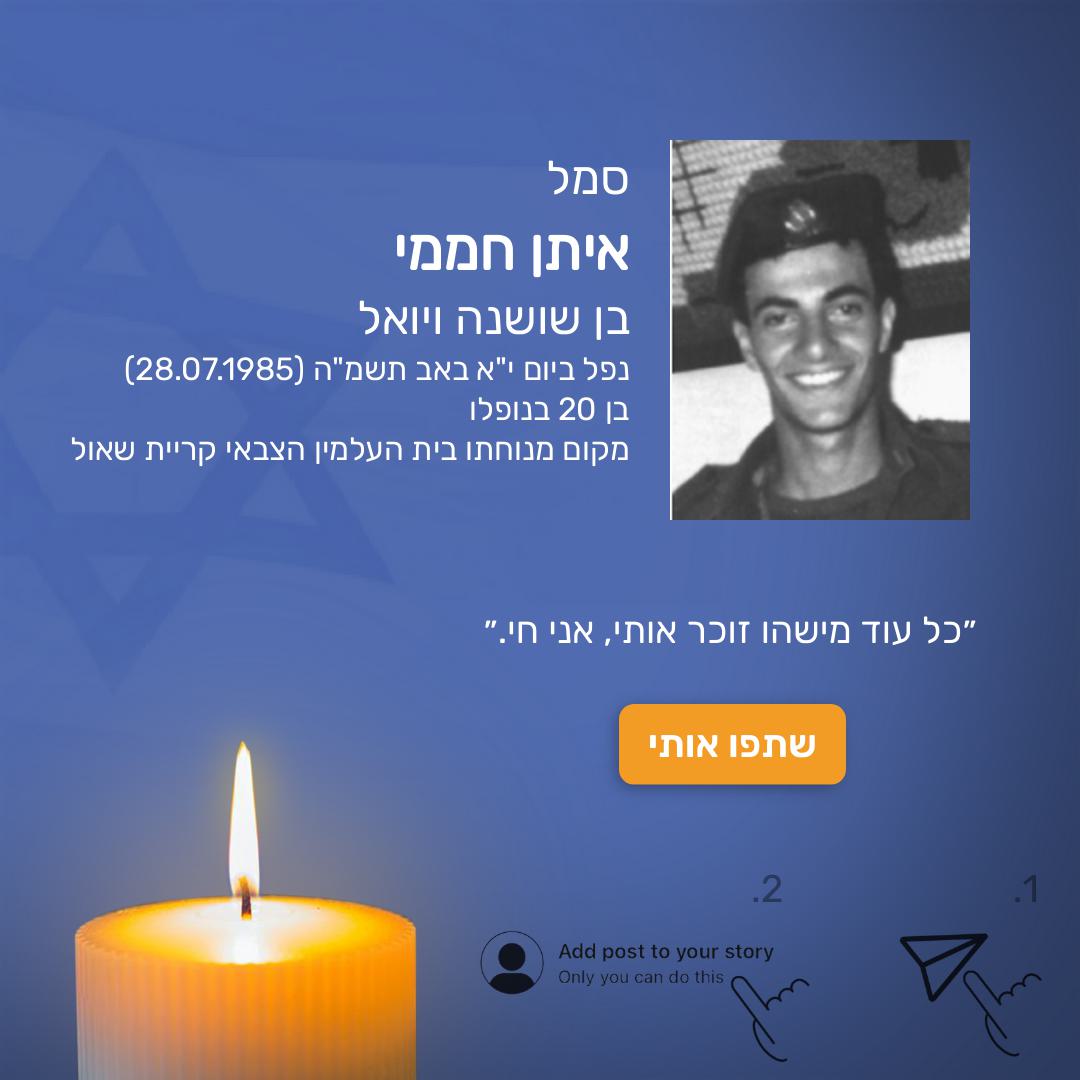 סמל
איתן חממי
בן שושנה ויואל
נפל ביום י"א באב תשמ"ה (28.07.1985)
בן 20 בנופלו
מקום מנוחתו בית העלמין הצבאי קריית שאול
״כל עוד מישהו זוכר אותי, אני חי.״
שתפו אותי
.1
.2
Add post to your story
Only you can do this